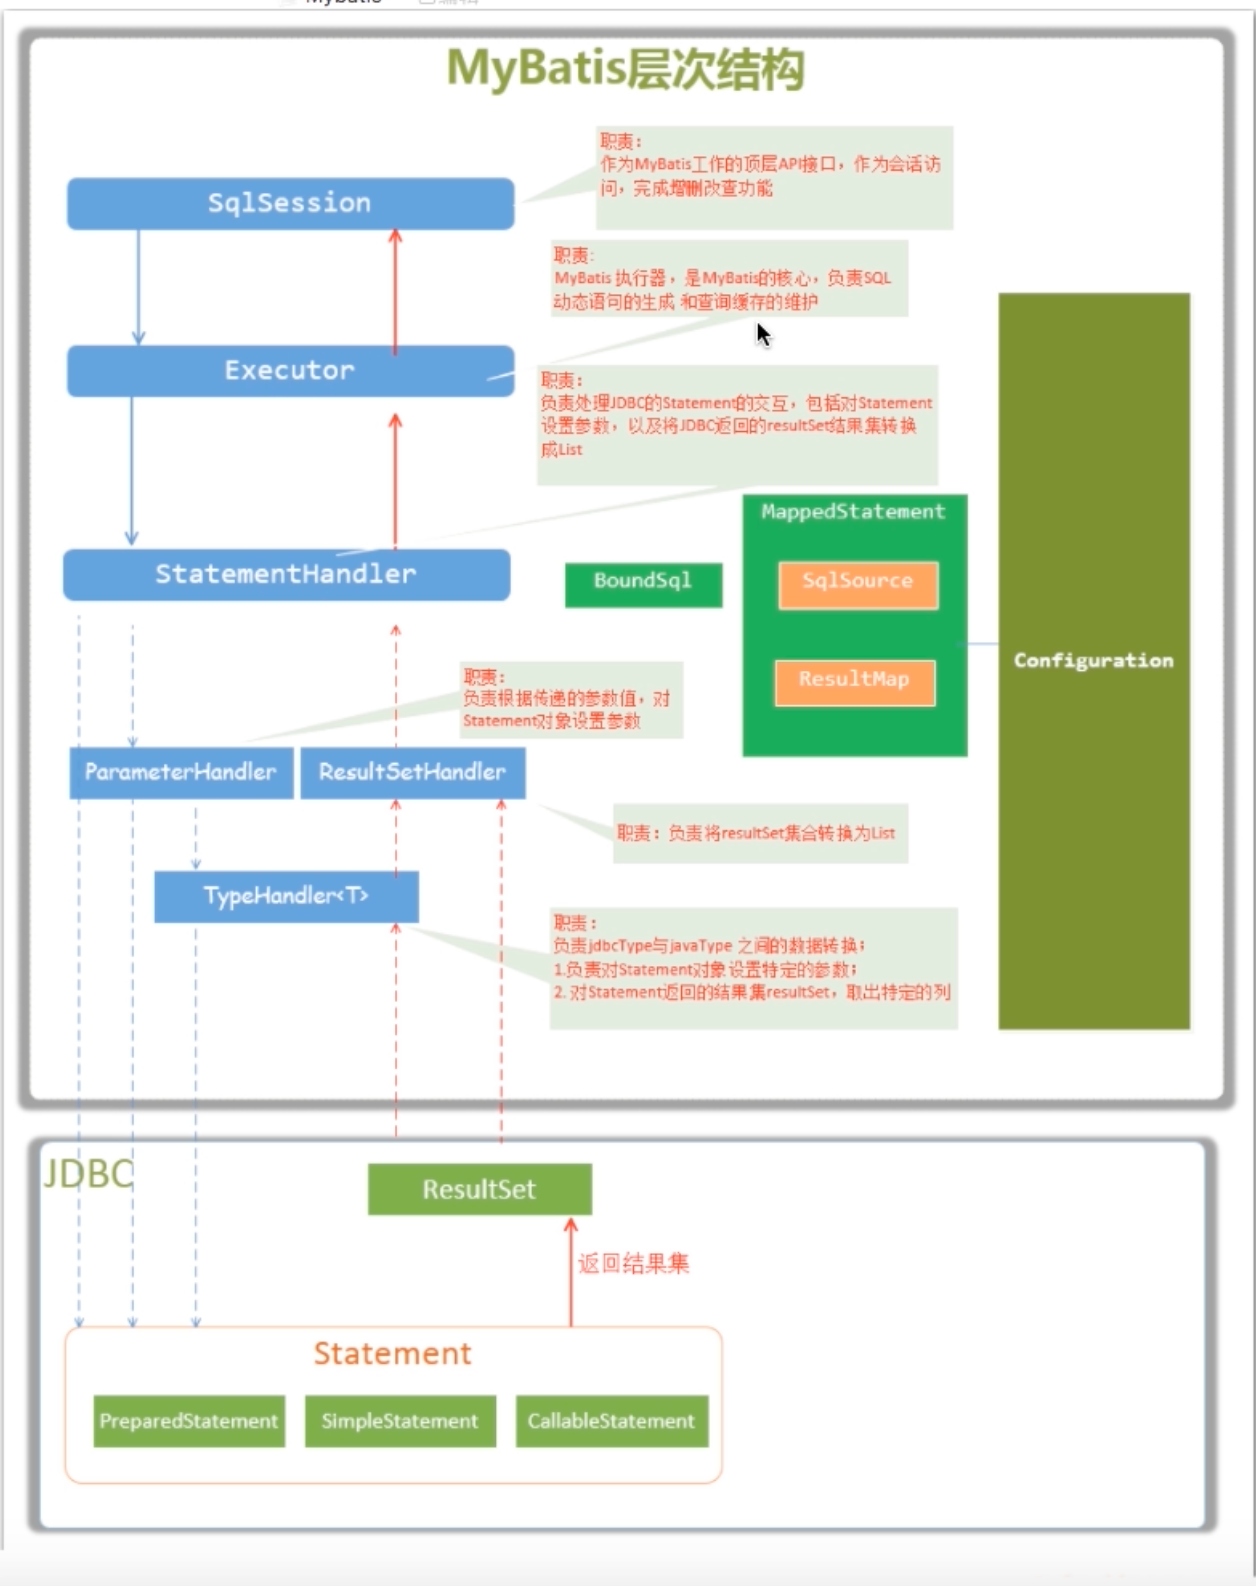 Mybatis
MyBatis层次结构
职责：
作为MyBatis工作的顶层API接口，作为会话访
问，完成增删改查功能
SqlSession
职责:
MyBatis 执行器，是MyBatis的核心，负责SQL
动态语句的生成 和查询缓存的维护
Executor
职责：
负责处理JDBC的Statement的交互，包括对Statement
设置参数，以及将JDBC返回的resultSet结果集转换
成List
StatementHandler
BoundSql
MappedStatement
SqlSource
ResultMap
Configuration
职责：
负责根据传递的参数值，对
Statement对象设置参数
ParameterHandler
ResultSetHandler
职责：负责将resultSet集合转换为List
TypeHandler<T>
职责：
负责jdbcType与javaType 之间的数据转换；
1.负责对Statement对象设置特定的参数；
2. 对Statement返回的结果集resultSet，取出特定的列
JDBC
ResultSet
返回结果集
Statement
PreparedStatement
SimpleStatement
CallableStatement